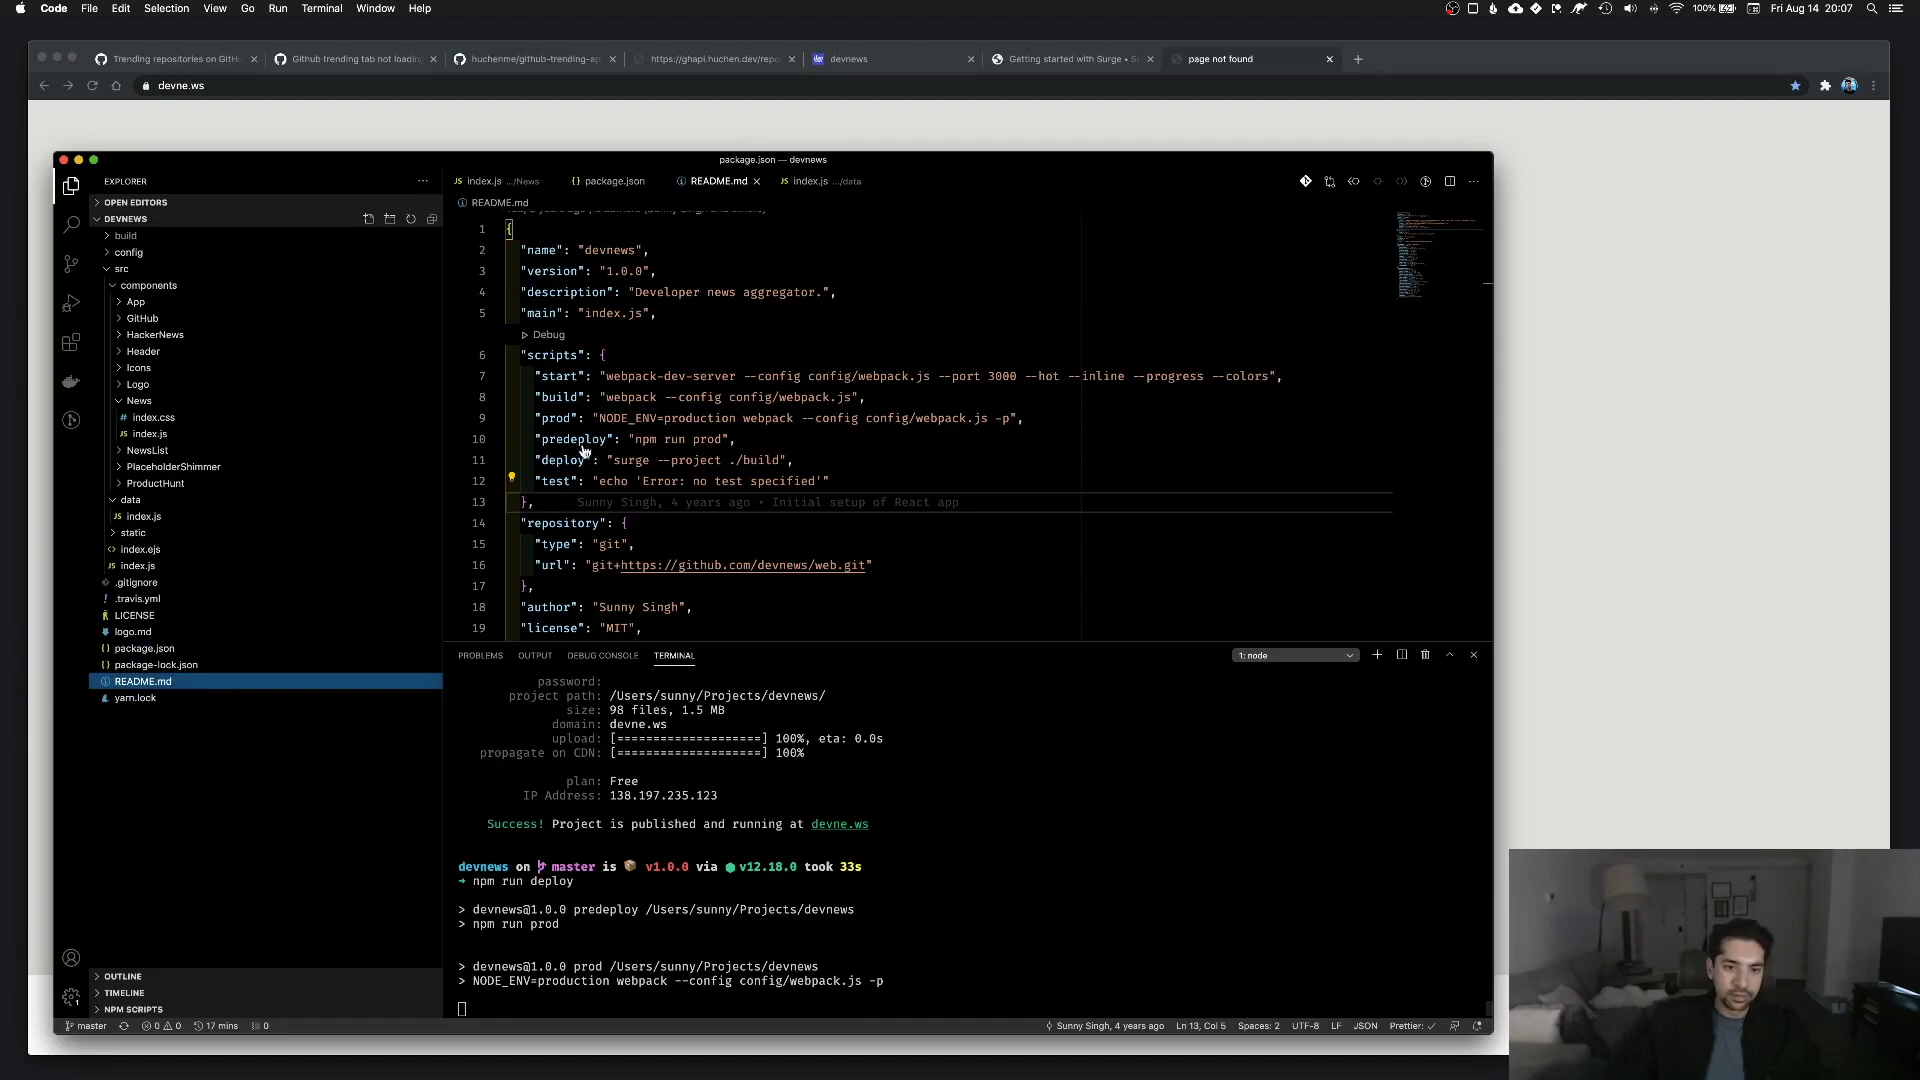 Code File Edit Selection View Go Run Terminal Window Help
100% Fri Aug 14 20:07
Trending repositories on GitHu
Github trending tab not loading
huchenme/github-trending-ap
https://ghapi.huchen.dev/repo
devnews
Getting started with Surge • S
page not found
devne.ws
package.json — devnews
EXPLORER
OPEN EDITORS
DEVNEWS
build
config
src
components
App
GitHub
HackerNews
Header
Icons
Logo
News
index.css
index.js
NewsList
PlaceholderShimmer
ProductHunt
data
index.js
static
index.ejs
index.js
.gitignore
.travis.yml
LICENSE
logo.md
package.json
package-lock.json
README.md
yarn.lock
OUTLINE
TIMELINE
NPM SCRIPTS
index.js .../News
package.json
README.md
index.js .../data
README.md
1 {
2 "name": "devnews",
3 "version": "1.0.0",
4 "description": "Developer news aggregator.",
5 "main": "index.js",
Debug
6 "scripts": {
7 "start": "webpack-dev-server --config config/webpack.js --port 3000 --hot --inline --progress --colors",
8 "build": "webpack --config config/webpack.js",
9 "prod": "NODE_ENV=production webpack --config config/webpack.js -p",
10 "predeploy": "npm run prod",
11 "deploy": "surge --project ./build",
12 "test": "echo 'Error: no test specified'"
13 }, Sunny Singh, 4 years ago • Initial setup of React app
14 "repository": {
15 "type": "git",
16 "url": "git+https://github.com/devnews/web.git"
17 },
18 "author": "Sunny Singh",
19 "license": "MIT",
PROBLEMS OUTPUT DEBUG CONSOLE TERMINAL
1: node
password:
project path: /Users/sunny/Projects/devnews/
size: 98 files, 1.5 MB
domain: devne.ws
upload: [====================] 100%, eta: 0.0s
propagate on CDN: [====================] 100%
plan: Free
IP Address: 138.197.235.123
Success! Project is published and running at devne.ws
devnews on master is v1.0.0 via v12.18.0 took 33s
➜ npm run deploy
> devnews@1.0.0 predeploy /Users/sunny/Projects/devnews
> npm run prod
> devnews@1.0.0 prod /Users/sunny/Projects/devnews
> NODE_ENV=production webpack --config config/webpack.js -p
master 0 0 17 mins 0
Sunny Singh, 4 years ago Ln 13, Col 5 Spaces: 2 UTF-8 LF JSON Prettier: ✓